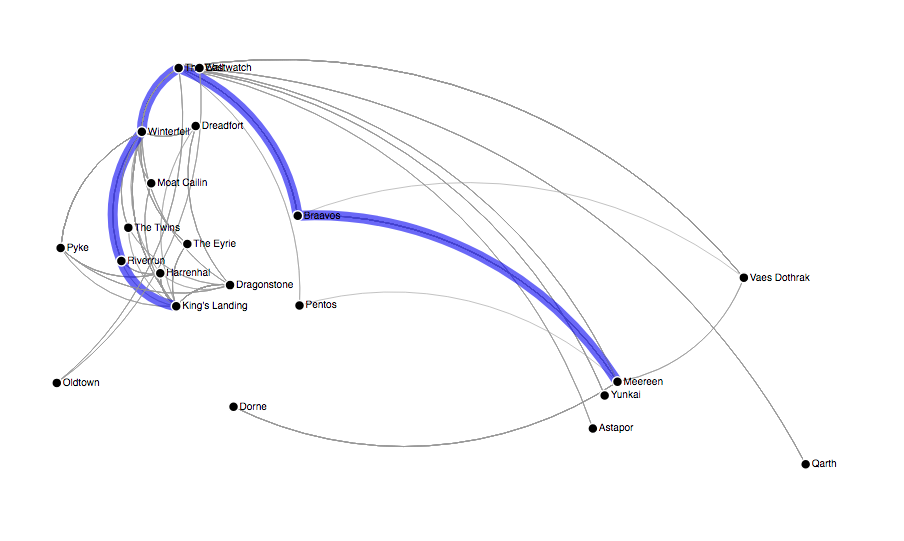 Eastwatch
Dreadfort
Winterfell
Moat Cailin
Braavos
The Twins
The Eyrie
Pyke
Riverrun
Harrenhal
Vaes Dothrak
Dragonstone
King's Landing
Pentos
Meereen
Oldtown
Yunkai
Dorne
Astapor
Qarth